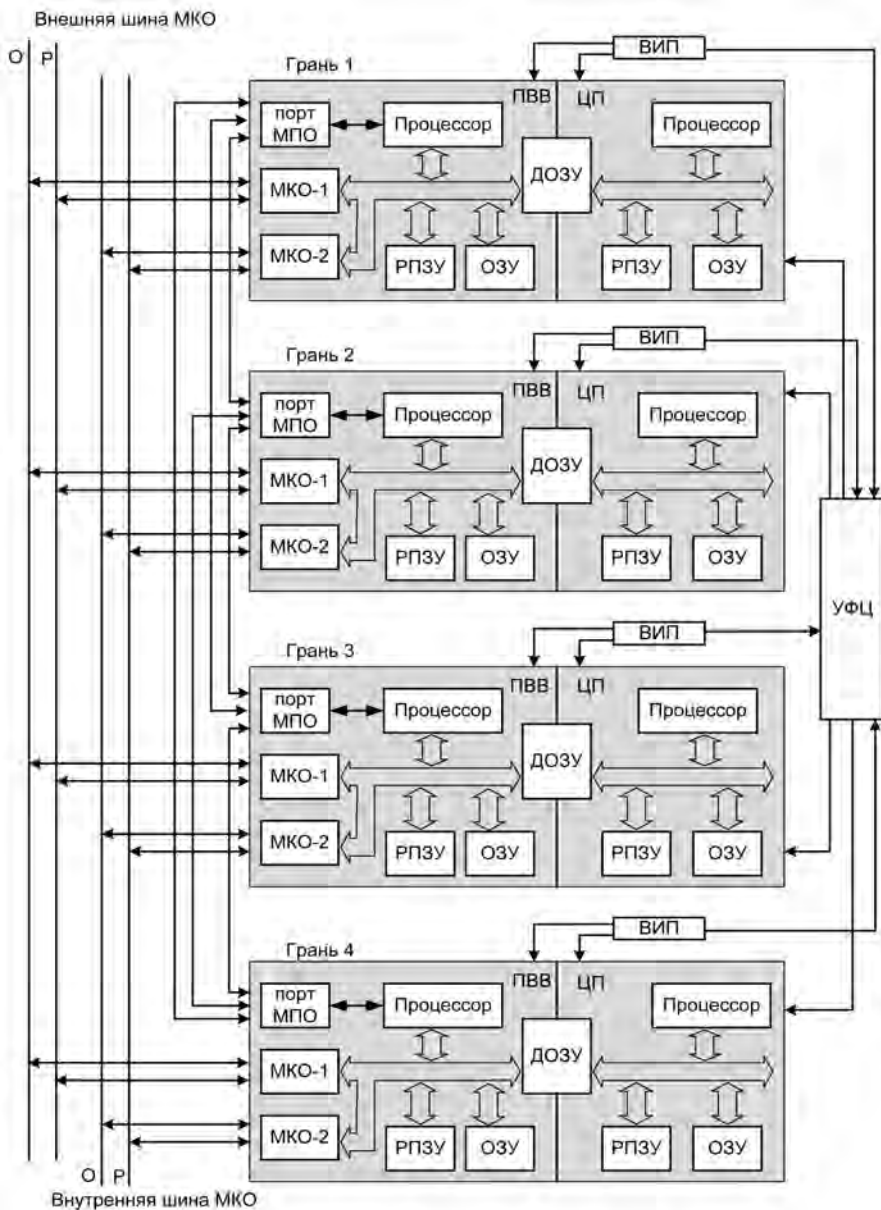 Внешняя шина МКО
О Р
ВИП
Грань 1
ПВВ ЦП
порт МПО
Процессор
Процессор
ДОЗУ
МКО-1
МКО-2
РПЗУ
ОЗУ
РПЗУ
ОЗУ
ВИП
Грань 2
ПВВ ЦП
порт МПО
Процессор
Процессор
ДОЗУ
МКО-1
МКО-2
РПЗУ
ОЗУ
РПЗУ
ОЗУ
УФЦ
ВИП
Грань 3
ПВВ ЦП
порт МПО
Процессор
Процессор
ДОЗУ
МКО-1
МКО-2
РПЗУ
ОЗУ
РПЗУ
ОЗУ
ВИП
Грань 4
ПВВ ЦП
порт МПО
Процессор
Процессор
ДОЗУ
МКО-1
МКО-2
РПЗУ
ОЗУ
РПЗУ
ОЗУ
О Р
Внутренняя шина МКО